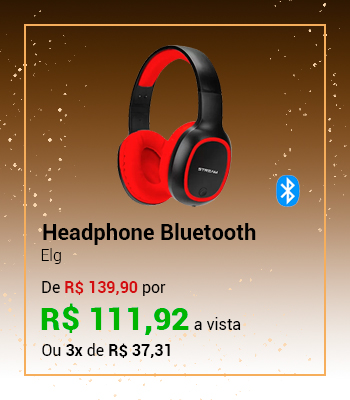 STREAM
Headphone Bluetooth
Elg
De R$ 139,90 por
R$ 111,92 a vista
Ou 3x de R$ 37,31